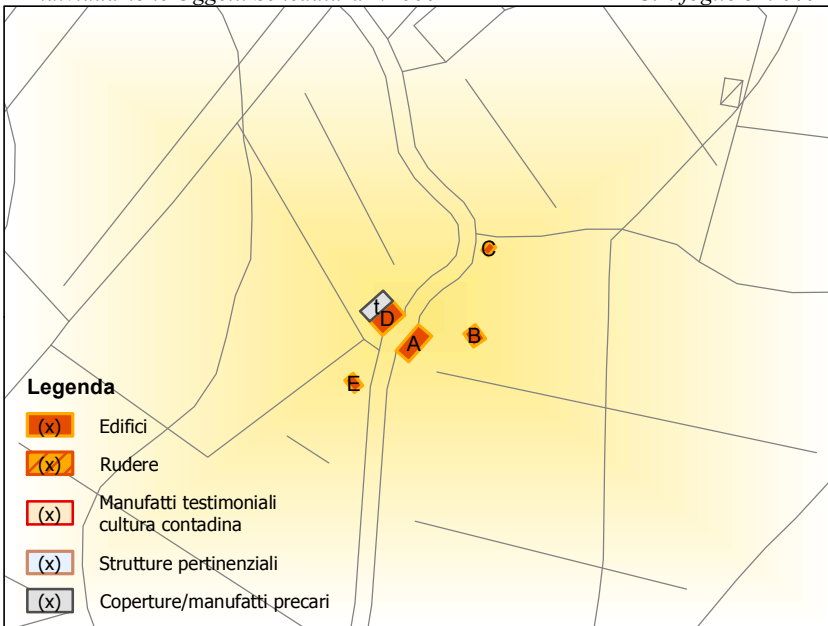 C
t
D
B
A
E
Legenda
(x) Edifici
(x) Rudere
(x) Manufatti testimoniali
cultura contadina
(x) Strutture pertinenziali
(x) Coperture/manufatti precari